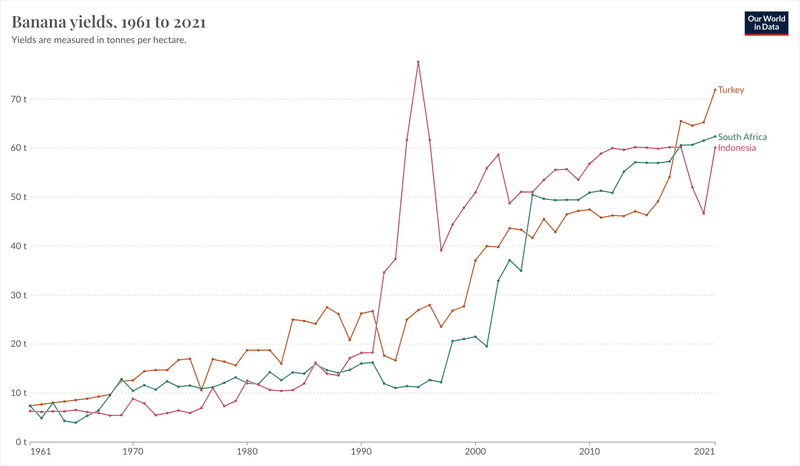 Banana yields, 1961 to 2021
Yields are measured in tonnes per hectare.
Our World
in Data
70 t
60 t
50 t
40 t
30 t
20 t
10 t
0 t
1961
1970
1980
1990
2000
2010
2021
Turkey
South Africa
Indonesia